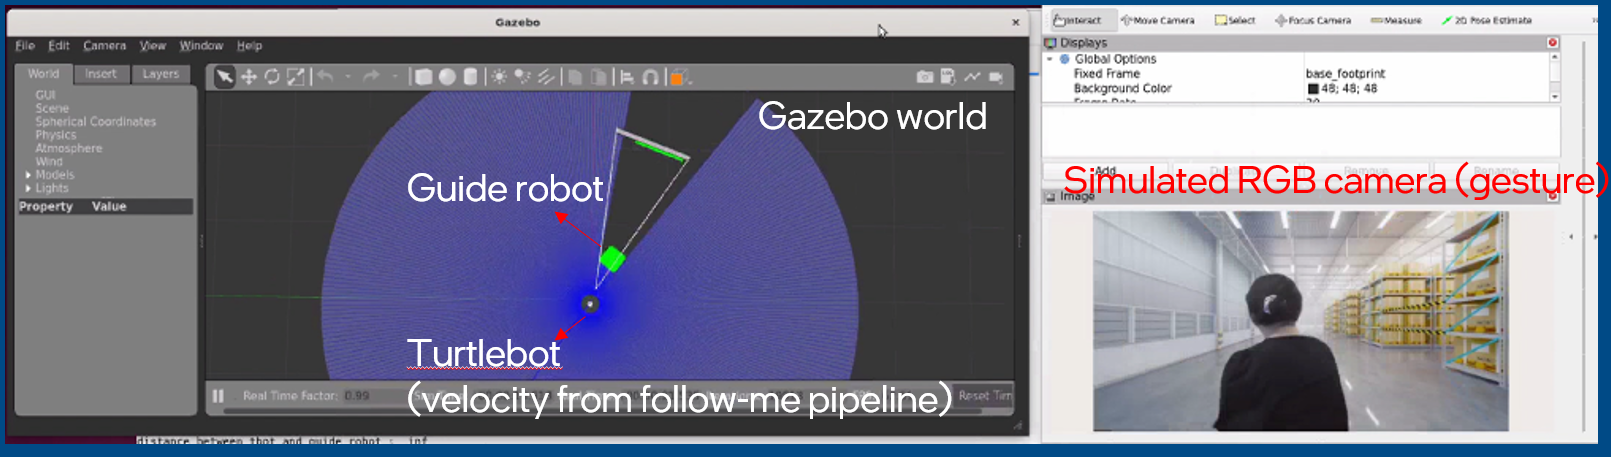 Gazebo
File Edit Camera View Window Help
World Insert Layers
GUI
Scene
Spherical Coordinates
Physics
Atmosphere
Wind
Models
Lights
Property Value
Gazebo world
Guide robot
Turtlebot
(velocity from follow-me pipeline)
Real Time Factor: 0.99
Reset Tim
distance between tbot and guide robot : inf
Interact Move Camera Select Focus Camera Measure 2D Pose Estimate
Displays
Global Options
Fixed Frame base_footprint
Background Color 48; 48; 48
Frame Rate 30
Add
Simulated RGB camera (gesture)
Image